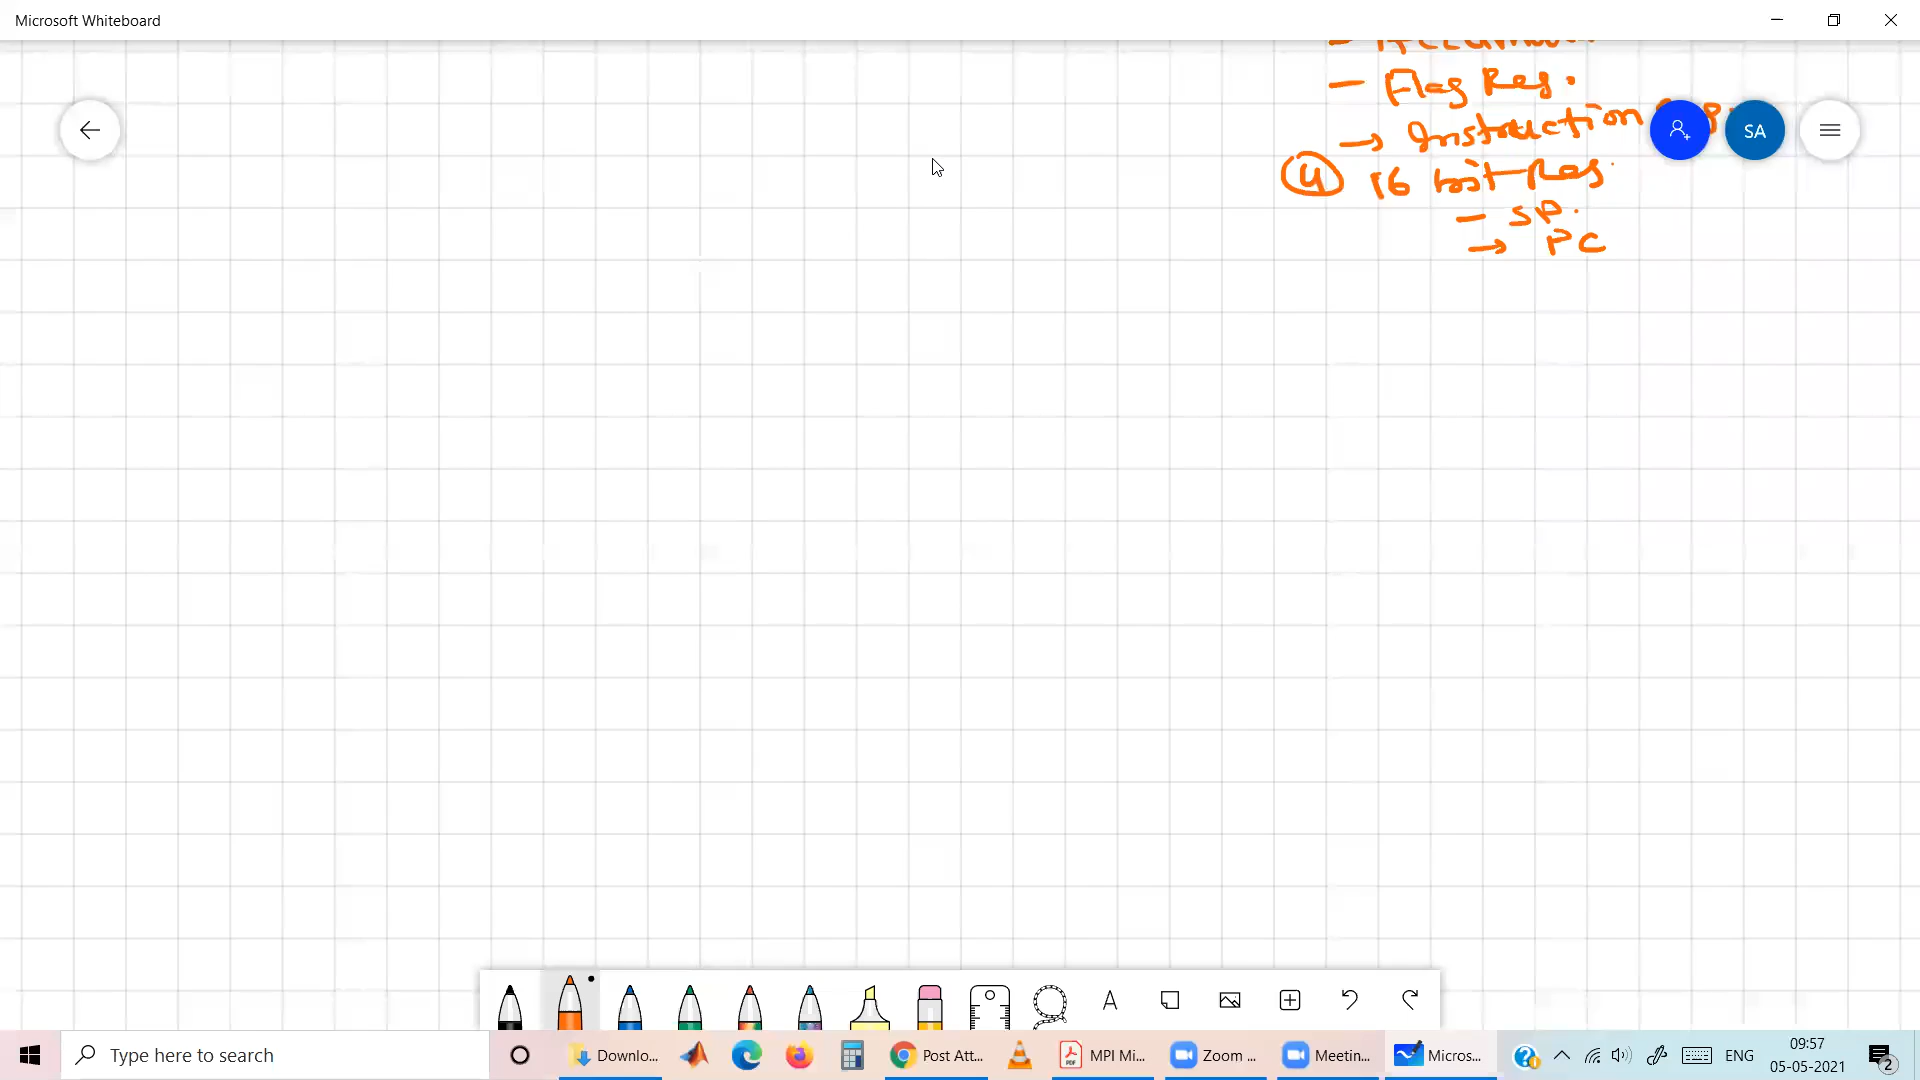 Microsoft Whiteboard
- Flag Reg.
→ Instruction
④ 16 bit Reg.
- SP.
→ PC
SA
A
Type here to search
Downlo...
Post Att...
MPI Mi...
Zoom ...
Meetin...
Micros...
ENG
09:57
05-05-2021
2